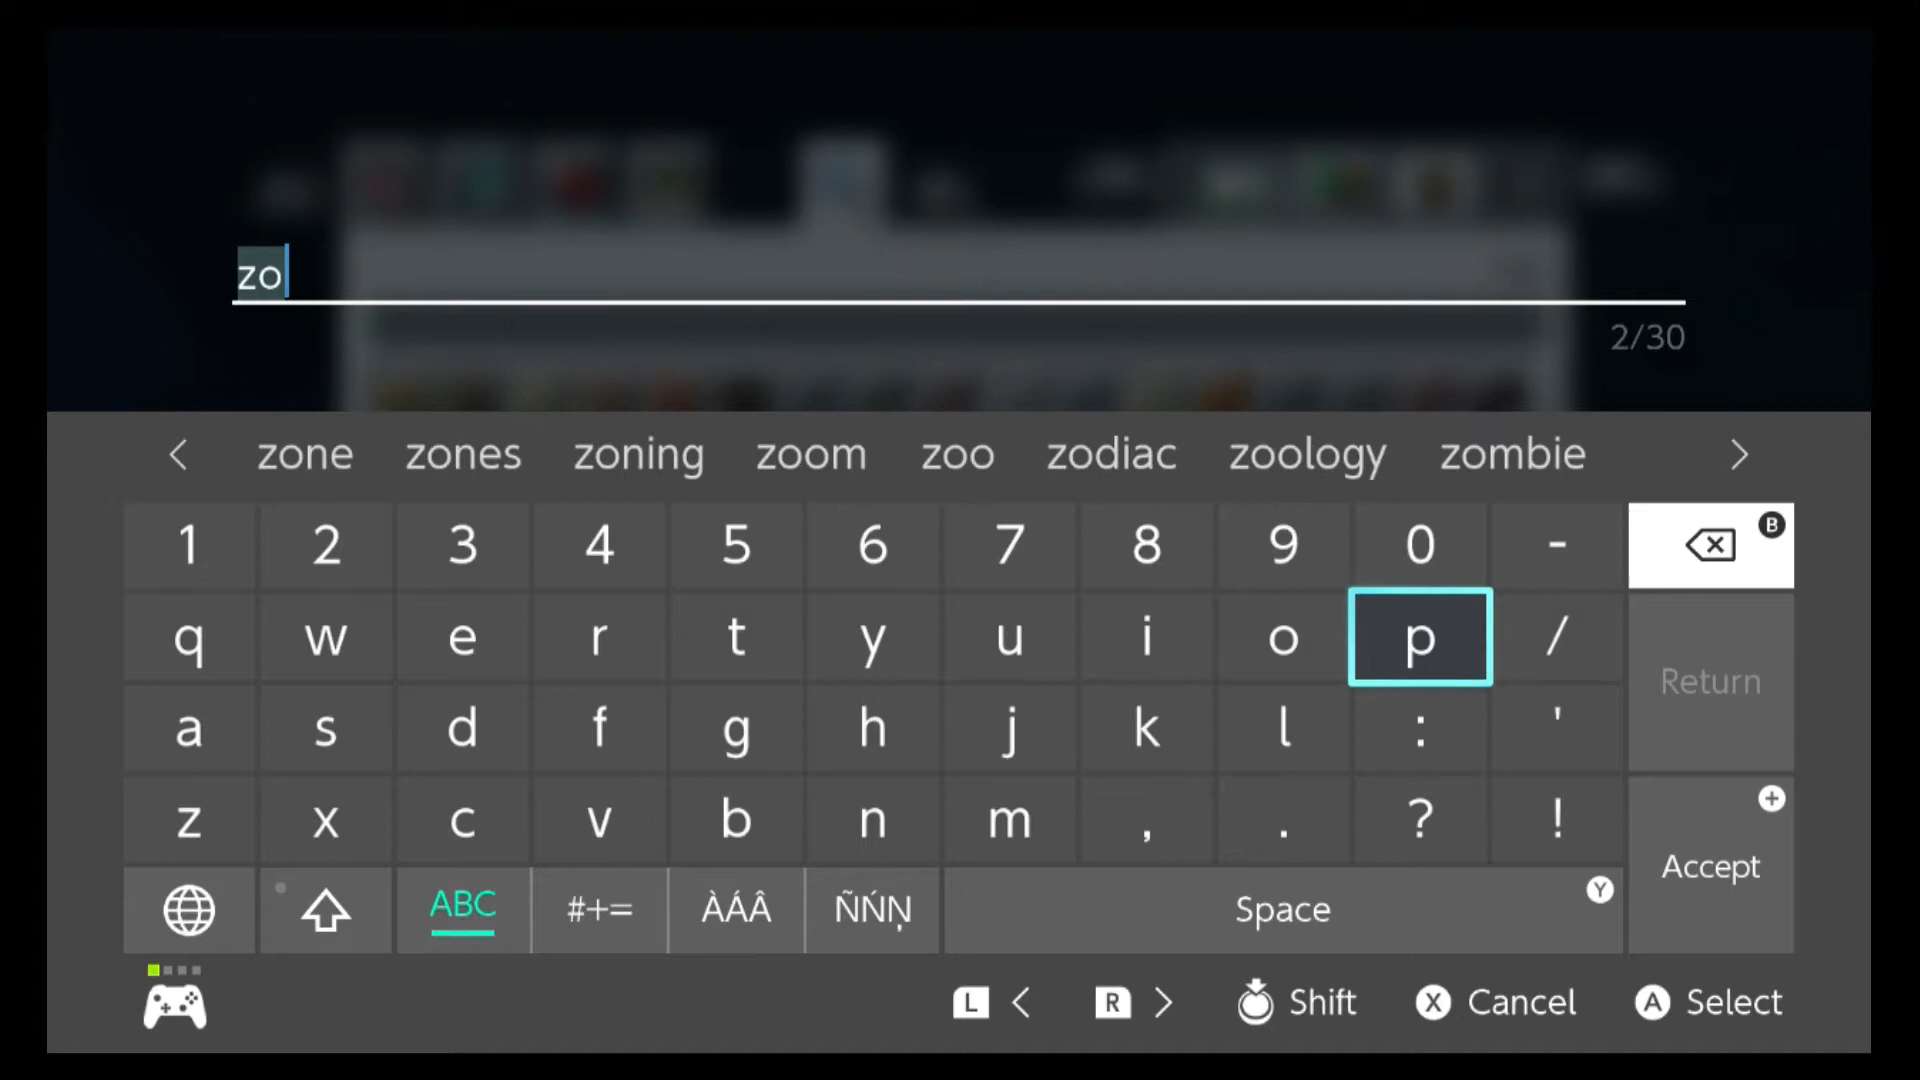 zo
2/30
< zone zones zoning zoom zoo zodiac zoology zombie >
1 2 3 4 5 6 7 8 9 0 - B
q w e r t y u i o p / Return
a s d f g h j k l : '
z x c v b n m , . ? ! + Accept
ABC #+= ÀÁÂ ÑŃŅ Space Y
L < R > Shift X Cancel A Select